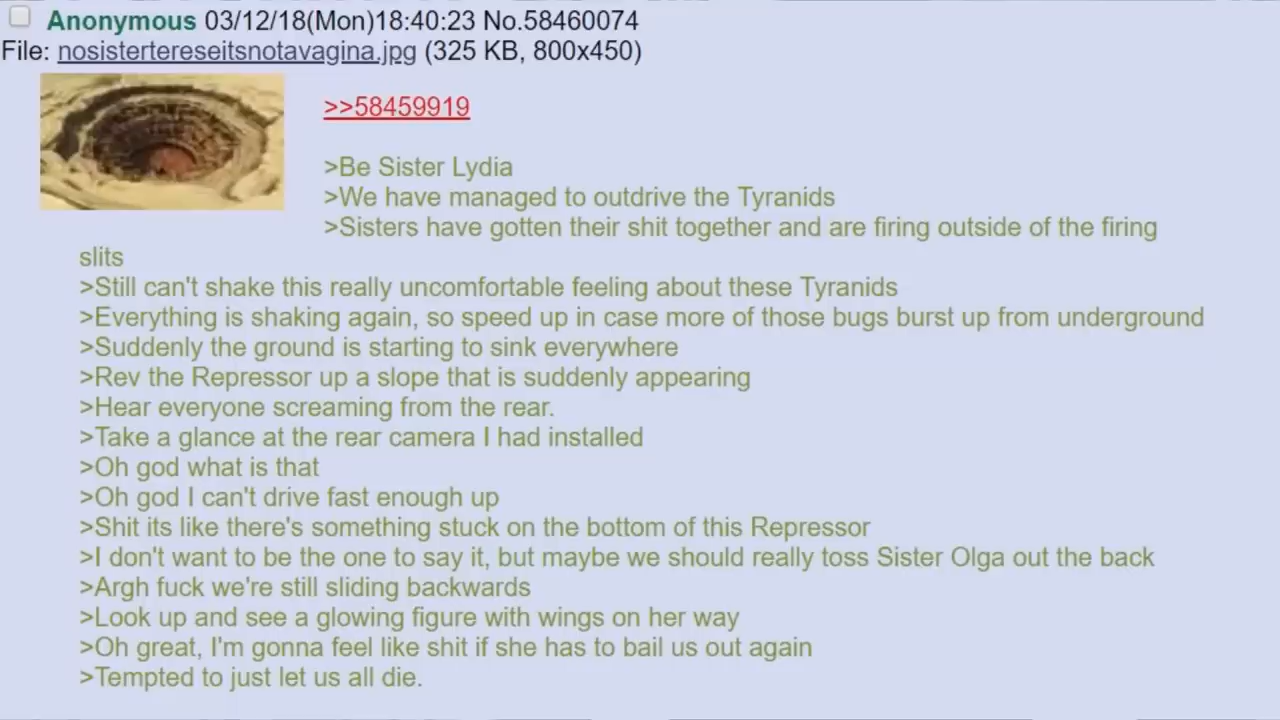 Anonymous 03/12/18(Mon)18:40:23 No.58460074
File: nosistertereseitsnotavagina.jpg (325 KB, 800x450)
>>58459919
>Be Sister Lydia
>We have managed to outdrive the Tyranids
>Sisters have gotten their shit together and are firing outside of the firing
slits
>Still can't shake this really uncomfortable feeling about these Tyranids
>Everything is shaking again, so speed up in case more of those bugs burst up from underground
>Suddenly the ground is starting to sink everywhere
>Rev the Repressor up a slope that is suddenly appearing
>Hear everyone screaming from the rear.
>Take a glance at the rear camera I had installed
>Oh god what is that
>Oh god I can't drive fast enough up
>Shit its like there's something stuck on the bottom of this Repressor
>I don't want to be the one to say it, but maybe we should really toss Sister Olga out the back
>Argh fuck we're still sliding backwards
>Look up and see a glowing figure with wings on her way
>Oh great, I'm gonna feel like shit if she has to bail us out again
>Tempted to just let us all die.